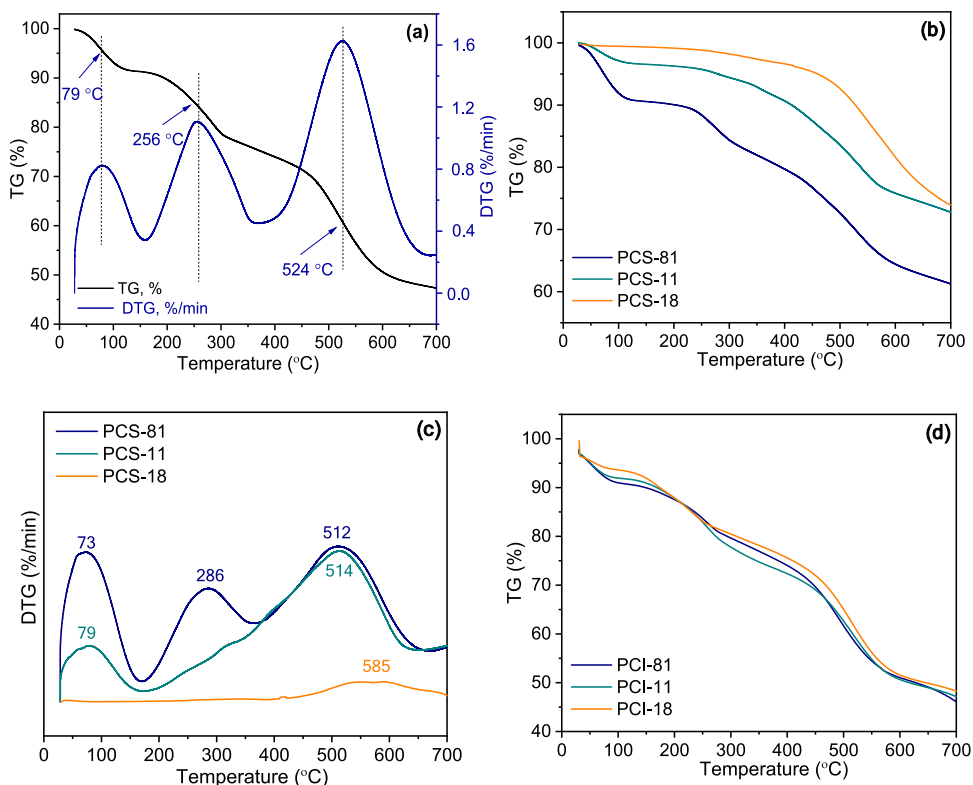 (a)
100
90
80
70
60
50
40
TG (%)
0
100
200
300
400
500
600
700
Temperature (°C)
1.6
1.2
0.8
0.4
0.0
DTG (%/min)
79 °C
256 °C
524 °C
TG, %
DTG, %/min
(b)
100
90
80
70
60
TG (%)
0
100
200
300
400
500
600
700
Temperature (°C)
PCS-81
PCS-11
PCS-18
(c)
PCS-81
PCS-11
PCS-18
73
286
512
514
79
585
DTG (%/min)
0
100
200
300
400
500
600
700
Temperature (°C)
(d)
100
90
80
70
60
50
40
TG (%)
PCI-81
PCI-11
PCI-18
0
100
200
300
400
500
600
700
Temperature (°C)